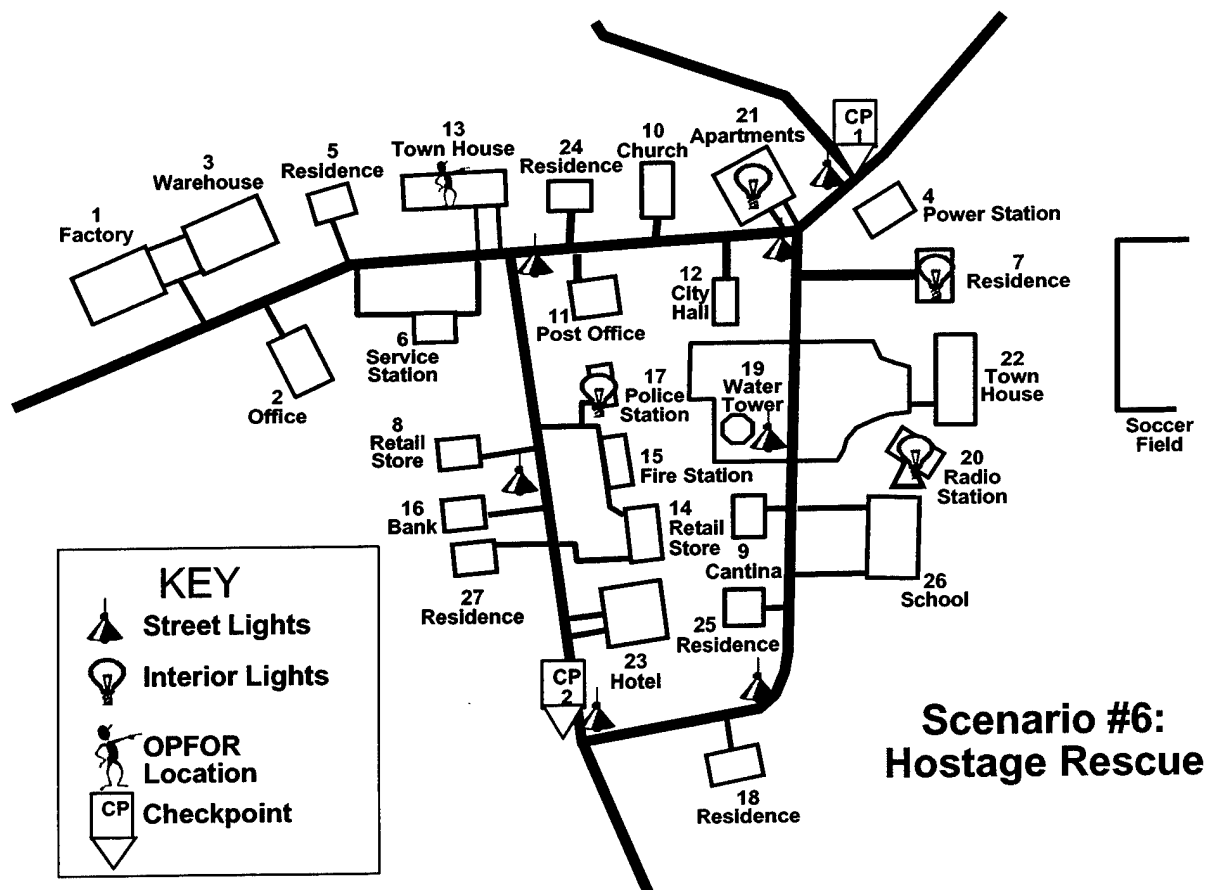 CP
1
21
Apartments
10
Church
24
Residence
13
Town House
5
Residence
3
Warehouse
1
Factory
4
Power Station
7
Residence
12
City
Hall
11
Post Office
6
Service
Station
2
Office
22
Town
House
Soccer
Field
19
Water
Tower
17
Police
Station
8
Retail
Store
15
Fire Station
20
Radio
Station
16
Bank
14
Retail
Store
9
Cantina
26
School
27
Residence
25
Residence
23
Hotel
CP
2
18
Residence
KEY
Street Lights
Interior Lights
OPFOR
Location
CP
Checkpoint
Scenario #6:
Hostage Rescue